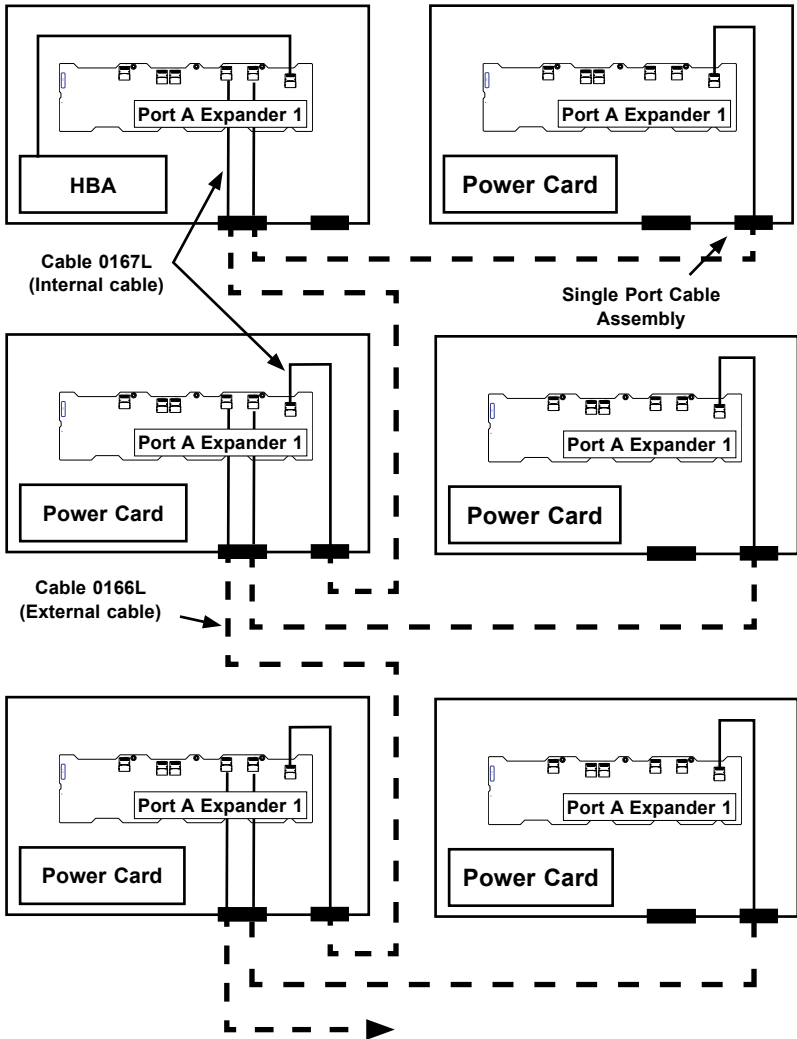 Port A Expander 1
HBA
Port A Expander 1
Power Card
Cable 0167L
(Internal cable)
Single Port Cable
Assembly
Port A Expander 1
Power Card
Port A Expander 1
Power Card
Cable 0166L
(External cable)
Port A Expander 1
Power Card
Port A Expander 1
Power Card